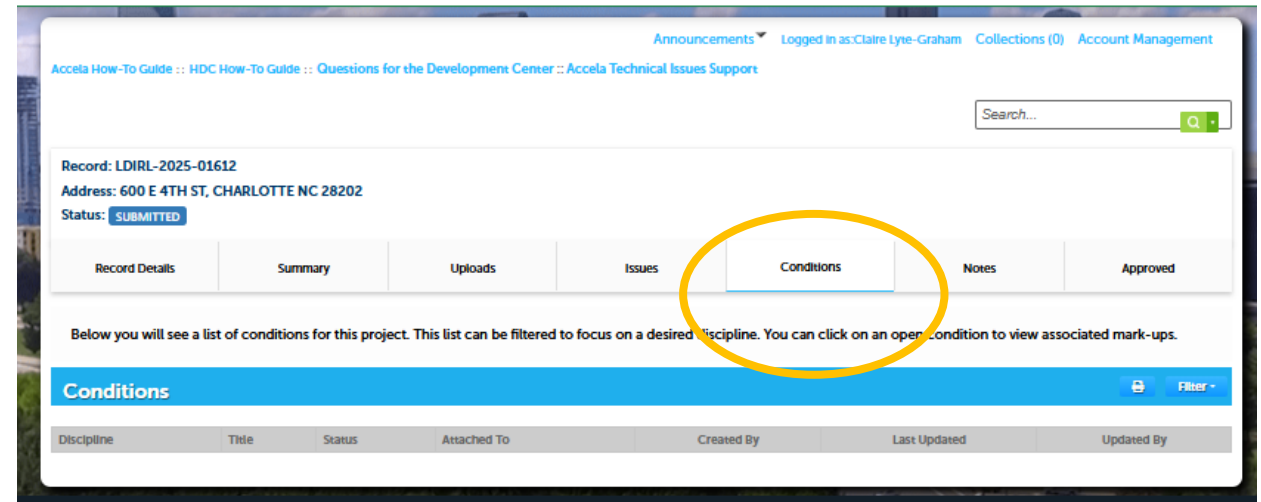 Announcements Logged in as:Claire Lyte-Graham Collections (0) Account Management
Accela How-To Guide :: HDC How-To Guide :: Questions for the Development Center :: Accela Technical Issues Support
Search...
Record: LDIRL-2025-01612
Address: 600 E 4TH ST, CHARLOTTE NC 28202
Status: SUBMITTED
Record Details Summary Uploads Issues Conditions Notes Approved
Below you will see a list of conditions for this project. This list can be filtered to focus on a desired discipline. You can click on an open condition to view associated mark-ups.
Conditions Filter
Discipline Title Status Attached To Created By Last Updated Updated By